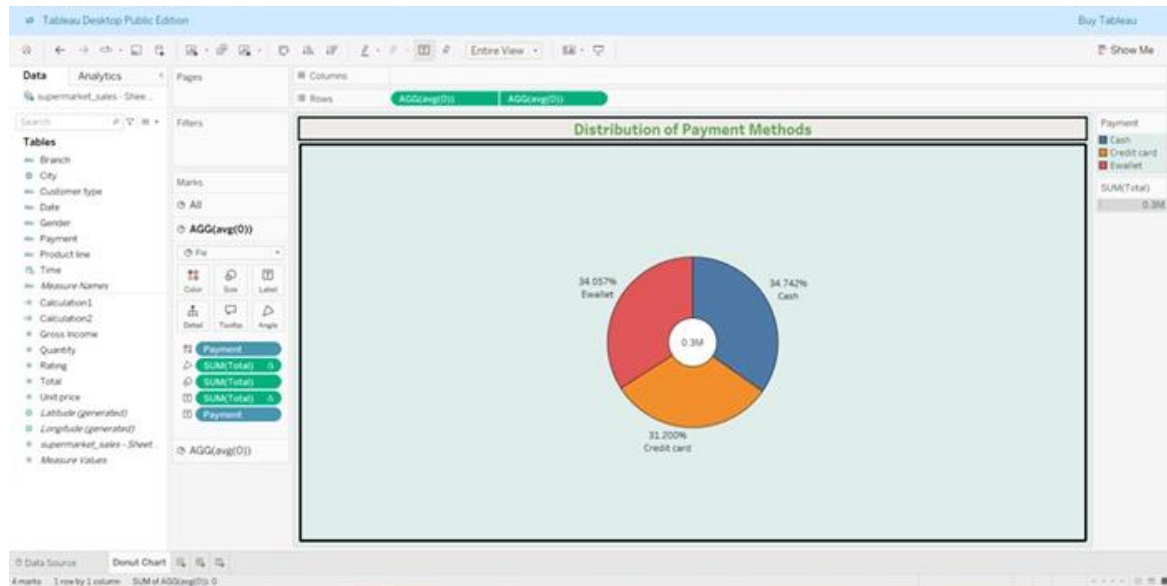 Tableau Desktop Public Edition
Buy Tableau
Entire View
Show Me
Data
Analytics
supermarket_sales - Shee...
Search
Tables
Branch
City
Customer type
Date
Gender
Payment
Product line
Time
Measure Names
Calculation1
Calculation2
Gross Income
Quantity
Rating
Total
Unit price
Latitude (generated)
Longitude (generated)
supermarket_sales - Sheet...
Measure Values
Pages
Filters
Marks
All
AGG(avg(0))
Pie
Color
Size
Label
Detail
Tooltip
Angle
Payment
SUM(Total)
SUM(Total)
SUM(Total)
Payment
AGG(avg(0))
Columns
Rows
AGG(avg(0))
AGG(avg(0))
Distribution of Payment Methods
34.057%
Ewallet
34.742%
Cash
0.3M
31.200%
Credit card
Payment
Cash
Credit card
Ewallet
SUM(Total)
0.3M
Data Source
Donut Chart
4 marks
1 row by 1 column
SUM of AGG(avg(0)): 0